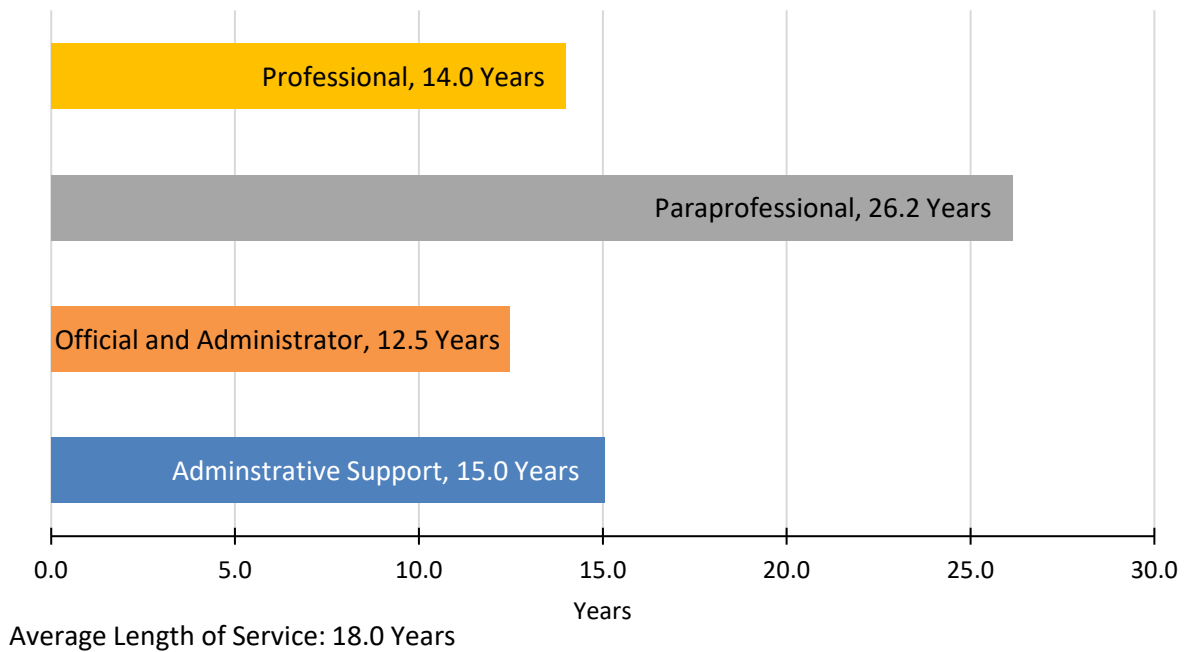 Professional, 14.0 Years
Paraprofessional, 26.2 Years
Official and Administrator, 12.5 Years
Adminstrative Support, 15.0 Years
0.0 5.0 10.0 15.0 20.0 25.0 30.0
Years
Average Length of Service: 18.0 Years